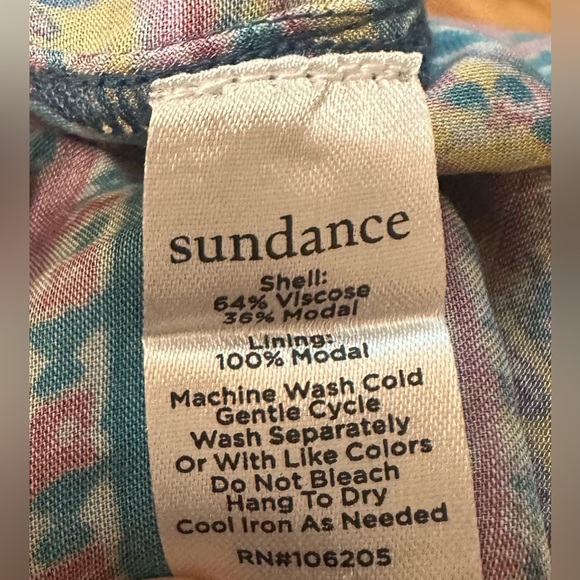 sundance
Shell:
64% Viscose
36% Modal
Lining:
100% Modal
Machine Wash Cold
Gentle Cycle
Wash Separately
Or With Like Colors
Do Not Bleach
Hang To Dry
Cool Iron As Needed
RN#106205